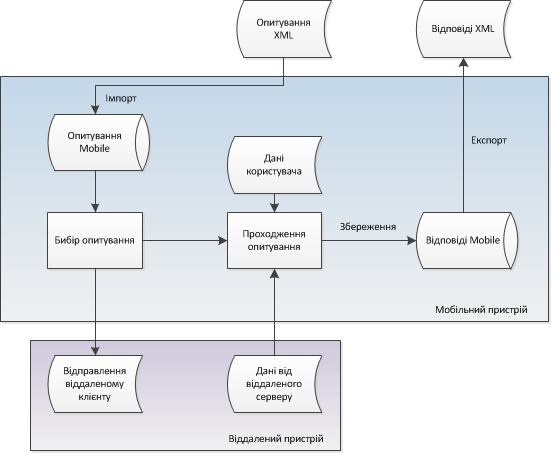 Опитування
XML
Відповіді XML
Імпорт
Опитування
Mobile
Дані
користувача
Експорт
Бибір опитування
Проходження
опитування
Збереження
Відповіді Mobile
Мобільний пристрій
Відправлення
віддаленому
клієнту
Дані від
віддаленого
серверу
Віддалений пристрій